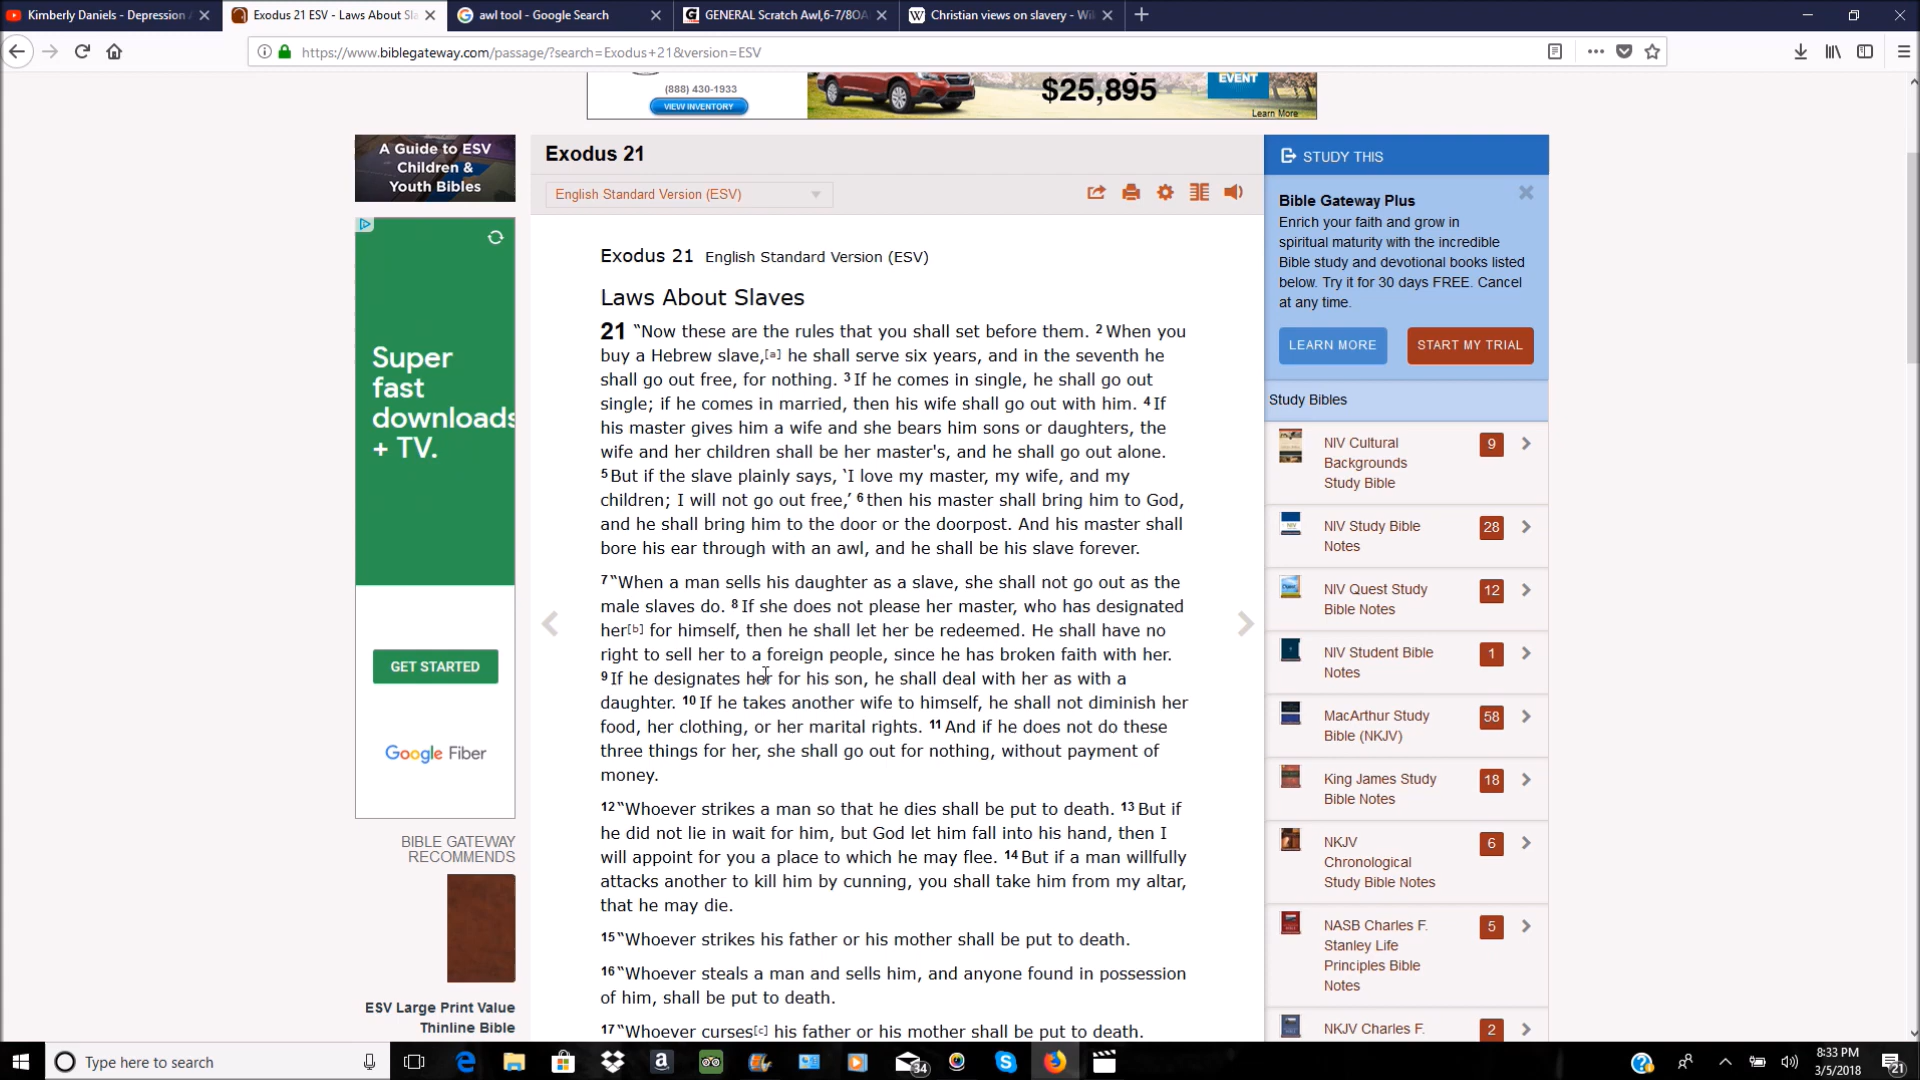 Kimberly Daniels - Depression
Exodus 21 ESV - Laws About Sla
awl tool - Google Search
GENERAL Scratch Awl,6-7/8OA
Christian views on slavery - Wi
https://www.biblegateway.com/passage/?search=Exodus+21&version=ESV
(888) 430-1933
VIEW INVENTORY
$25,895
EVENT
Learn More
A Guide to ESV
Children &
Youth Bibles
Super
fast
downloads
+ TV.
GET STARTED
Google Fiber
BIBLE GATEWAY
RECOMMENDS
ESV Large Print Value
Thinline Bible
Exodus 21
English Standard Version (ESV)
Exodus 21 English Standard Version (ESV)
Laws About Slaves
21 “Now these are the rules that you shall set before them. 2 When you
buy a Hebrew slave,[a] he shall serve six years, and in the seventh he
shall go out free, for nothing. 3 If he comes in single, he shall go out
single; if he comes in married, then his wife shall go out with him. 4 If
his master gives him a wife and she bears him sons or daughters, the
wife and her children shall be her master's, and he shall go out alone.
5 But if the slave plainly says, ‘I love my master, my wife, and my
children; I will not go out free,’ 6 then his master shall bring him to God,
and he shall bring him to the door or the doorpost. And his master shall
bore his ear through with an awl, and he shall be his slave forever.
7 “When a man sells his daughter as a slave, she shall not go out as the
male slaves do. 8 If she does not please her master, who has designated
her[b] for himself, then he shall let her be redeemed. He shall have no
right to sell her to a foreign people, since he has broken faith with her.
9 If he designates her for his son, he shall deal with her as with a
daughter. 10 If he takes another wife to himself, he shall not diminish her
food, her clothing, or her marital rights. 11 And if he does not do these
three things for her, she shall go out for nothing, without payment of
money.
12 “Whoever strikes a man so that he dies shall be put to death. 13 But if
he did not lie in wait for him, but God let him fall into his hand, then I
will appoint for you a place to which he may flee. 14 But if a man willfully
attacks another to kill him by cunning, you shall take him from my altar,
that he may die.
15 “Whoever strikes his father or his mother shall be put to death.
16 “Whoever steals a man and sells him, and anyone found in possession
of him, shall be put to death.
17 “Whoever curses[c] his father or his mother shall be put to death.
STUDY THIS
Bible Gateway Plus
Enrich your faith and grow in
spiritual maturity with the incredible
Bible study and devotional books listed
below. Try it for 30 days FREE. Cancel
at any time.
LEARN MORE
START MY TRIAL
Study Bibles
NIV Cultural
Backgrounds
Study Bible
9
NIV Study Bible
Notes
28
NIV Quest Study
Bible Notes
12
NIV Student Bible
Notes
1
MacArthur Study
Bible (NKJV)
58
King James Study
Bible Notes
18
NKJV
Chronological
Study Bible Notes
6
NASB Charles F.
Stanley Life
Principles Bible
Notes
5
NKJV Charles F.
2
Type here to search
34
8:33 PM
3/5/2018
21